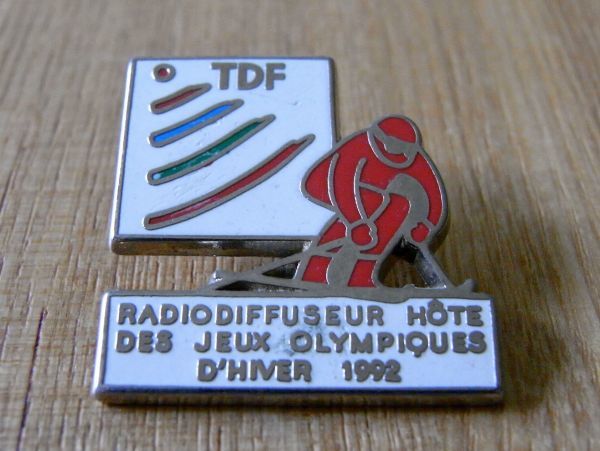 TDF
RADIODIFFUSEUR HÔTE
DES JEUX OLYMPIQUES
D'HIVER 1992